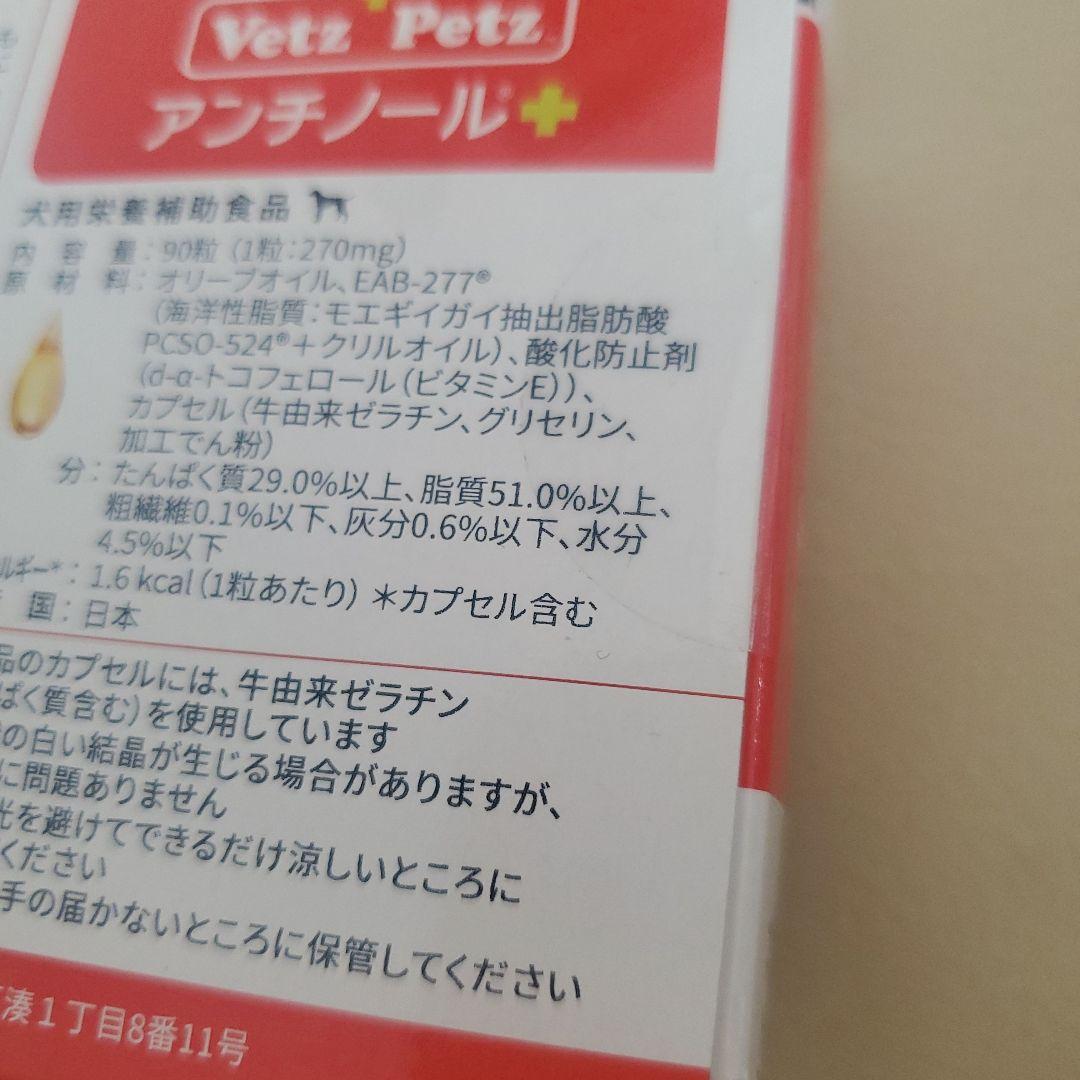 Vetz Petz
アンチノール
犬用栄養補助食品
内容量：90粒（1粒：270mg）
原材料：オリーブオイル、EAB-277®
（海洋性脂質：モエギイガイ抽出脂肪酸
PCSO-524®＋クリルオイル）、酸化防止剤
（d-α-トコフェロール（ビタミンE））、
カプセル（牛由来ゼラチン、グリセリン、
加工でん粉）
分：たんぱく質29.0%以上、脂質51.0%以上、
粗繊維0.1%以下、灰分0.6%以下、水分
4.5%以下
ルギー*：1.6 kcal（1粒あたり）＊カプセル含む
国：日本
品のカプセルには、牛由来ゼラチン
ぱく質含む）を使用しています
の白い結晶が生じる場合がありますが、
に問題ありません
光を避けてできるだけ涼しいところに
ください
手の届かないところに保管してください
湊1丁目8番11号